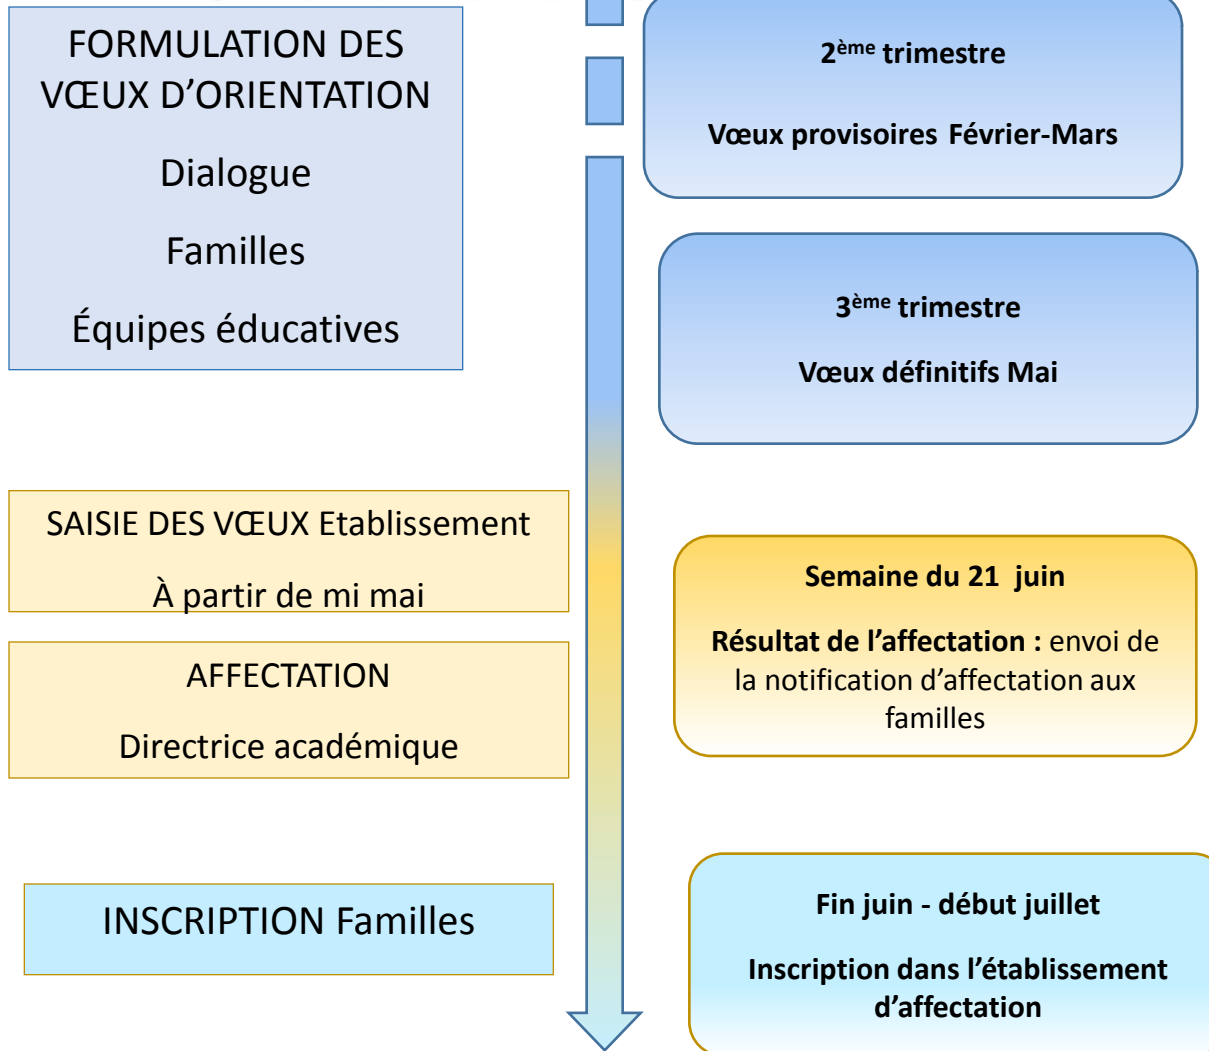 FORMULATION DES
VŒUX D’ORIENTATION
Dialogue
Familles
Équipes éducatives
2ème trimestre
Vœux provisoires Février-Mars
3ème trimestre
Vœux définitifs Mai
SAISIE DES VŒUX Etablissement
À partir de mi mai
AFFECTATION
Directrice académique
Semaine du 21 juin
Résultat de l’affectation : envoi de
la notification d’affectation aux
familles
INSCRIPTION Familles
Fin juin - début juillet
Inscription dans l’établissement
d’affectation